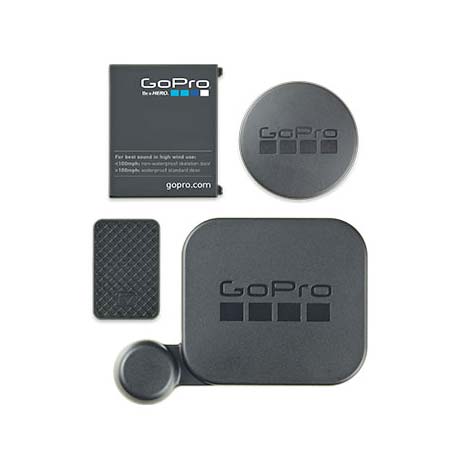 GoPro
Be a HERO.
For best sound in high wind use:
<100mph: non-waterproof skeleton door
>100mph: waterproof standard door
gopro.com
GoPro
GoPro